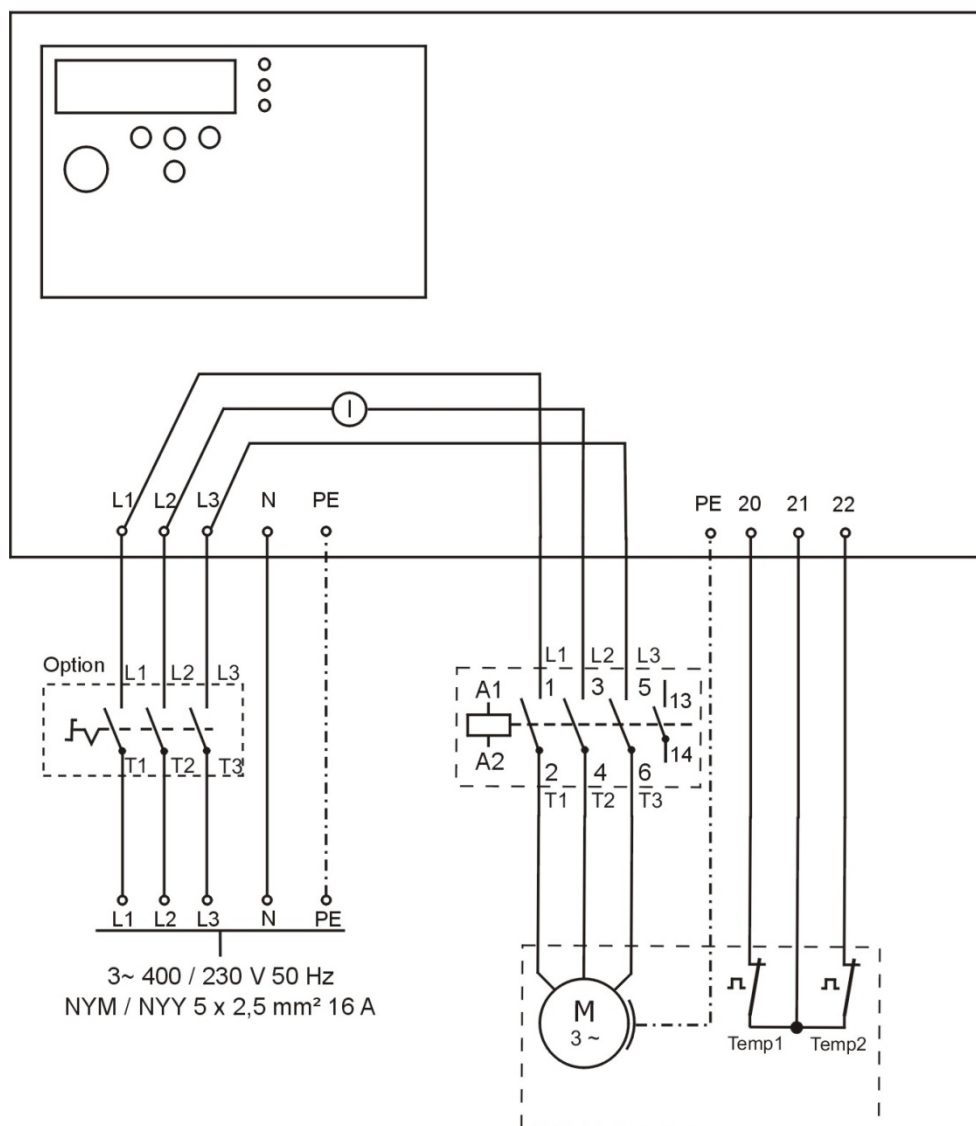 I
L1 L2 L3 N PE PE 20 21 22
Option L1 L2 L3 L1 L2 L3
A1 1 3 5 13
A2 2 4 6 14
T1 T2 T3 T1 T2 T3
L1 L2 L3 N PE
3~ 400 / 230 V 50 Hz
NYM / NYY 5 x 2,5 mm² 16 A
M
3 ~
Temp1 Temp2